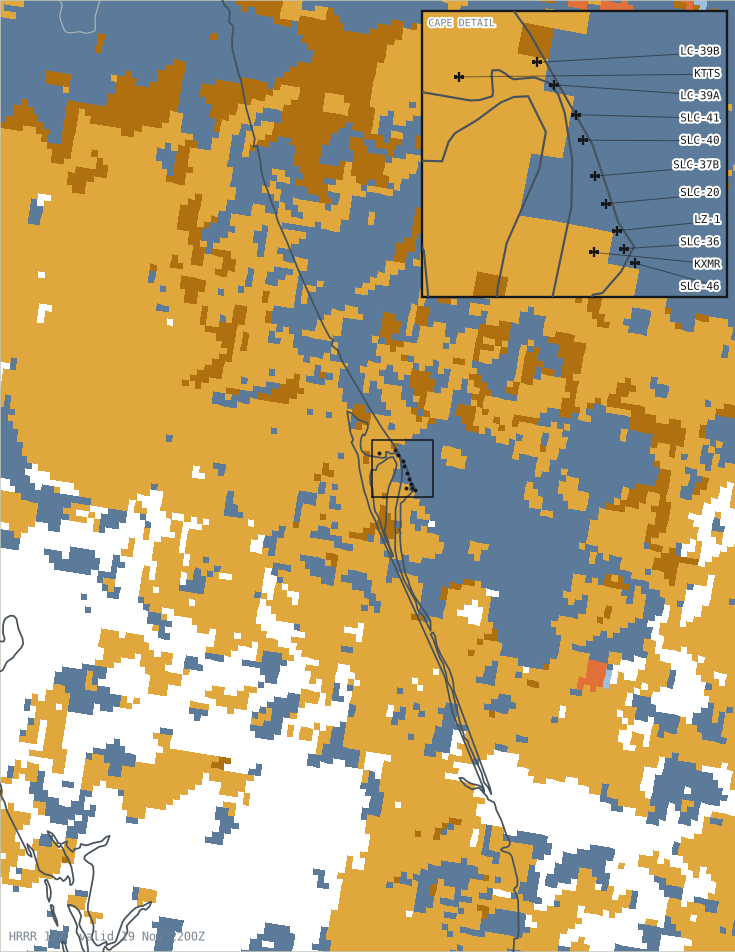 CAPE DETAIL
LC-39B
KTTS
LC-39A
SLC-41
SLC-40
SLC-37B
SLC-20
LZ-1
SLC-36
KXMR
SLC-46
HRRR valid 19 Nov 2200Z